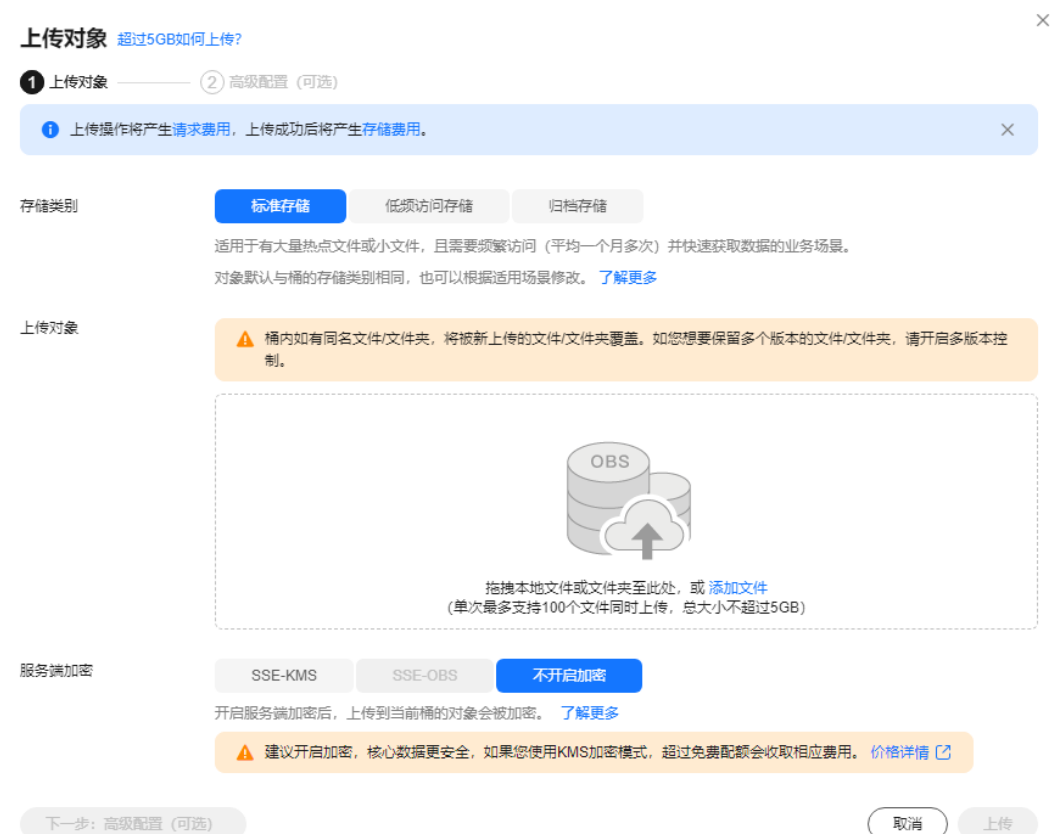 上传对象 超过5GB如何上传?
1 上传对象 2 高级配置（可选）
上传操作将产生请求费用，上传成功后将产生存储费用。
存储类别 标准存储 低频访问存储 归档存储
适用于有大量热点文件或小文件，且需要频繁访问（平均一个月多次）并快速获取数据的业务场景。
对象默认与桶的存储类别相同，也可以根据适用场景修改。 了解更多
上传对象
桶内如有同名文件/文件夹，将被新上传的文件/文件夹覆盖。如您想要保留多个版本的文件/文件夹，请开启多版本控
制。
OBS
拖拽本地文件或文件夹至此处，或 添加文件
(单次最多支持100个文件同时上传，总大小不超过5GB)
服务端加密 SSE-KMS SSE-OBS 不开启加密
开启服务端加密后，上传到当前桶的对象会被加密。 了解更多
建议开启加密，核心数据更安全，如果您使用KMS加密模式，超过免费配额会收取相应费用。 价格详情
下一步：高级配置（可选） 取消 上传